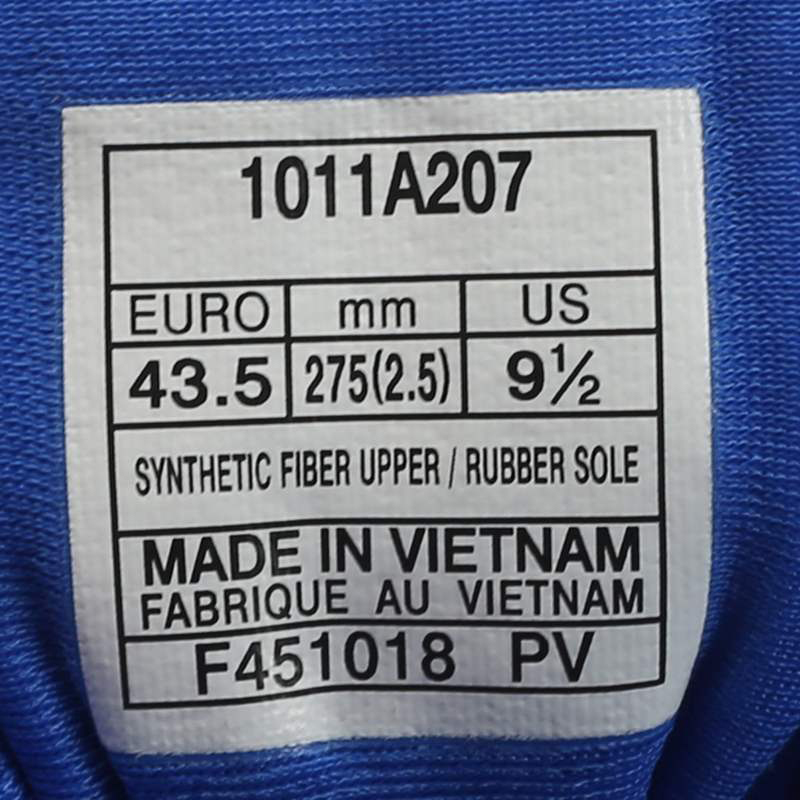 1011A207
EURO mm US
43.5 275(2.5) 9½
SYNTHETIC FIBER UPPER / RUBBER SOLE
MADE IN VIETNAM
FABRIQUE AU VIETNAM
F451018 PV